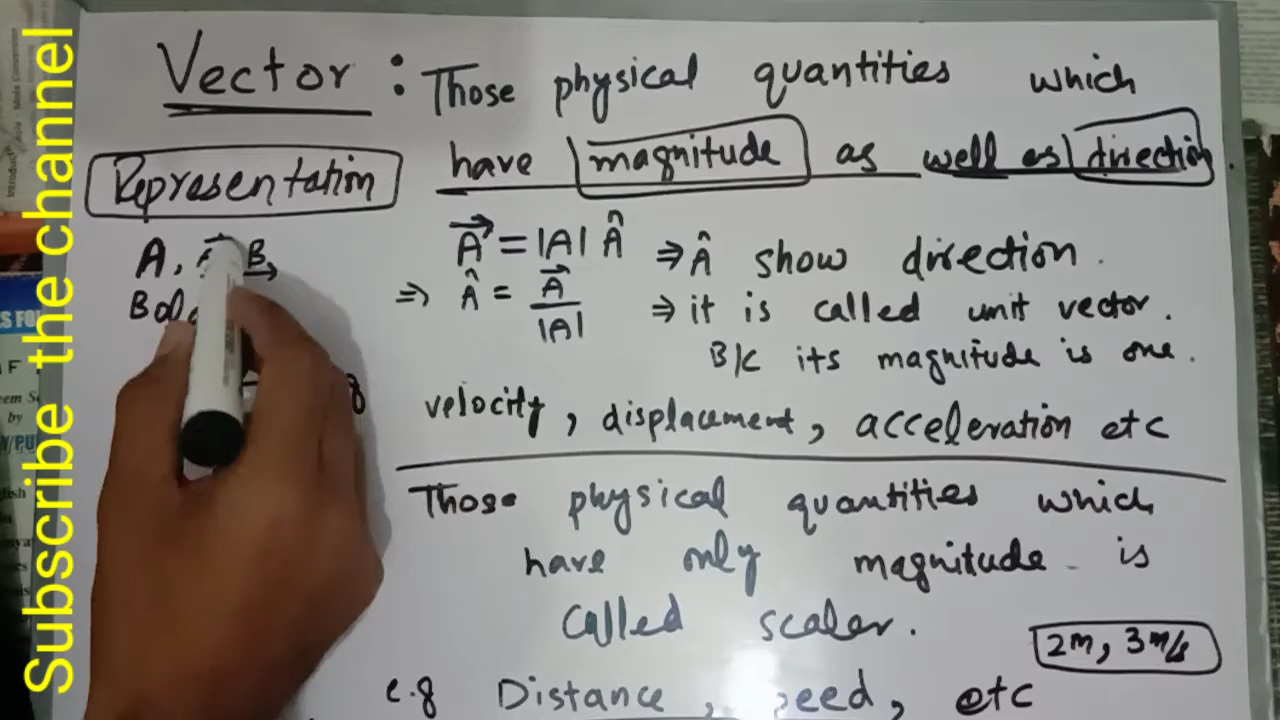 Subscribe the channel
Vector : Those physical quantities which
have magnitude as well as direction.
Representation
A⃗ = |A| Â ⇒ Â show direction.
A, B,
⇒ Â = A⃗ / |A| ⇒ it is called unit vector.
B/c its magnitude is one.
velocity, displacement, acceleration etc
Those physical quantities which
have only magnitude is
called scaler.
2m, 3m/s
e.g Distance, peed, etc